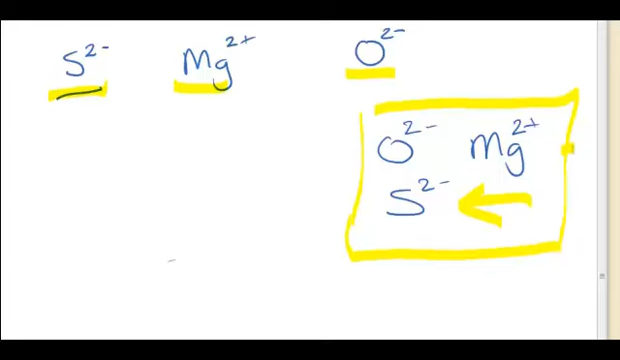 S²⁻ Mg²⁺ O²⁻
O²⁻ Mg²⁺
S²⁻